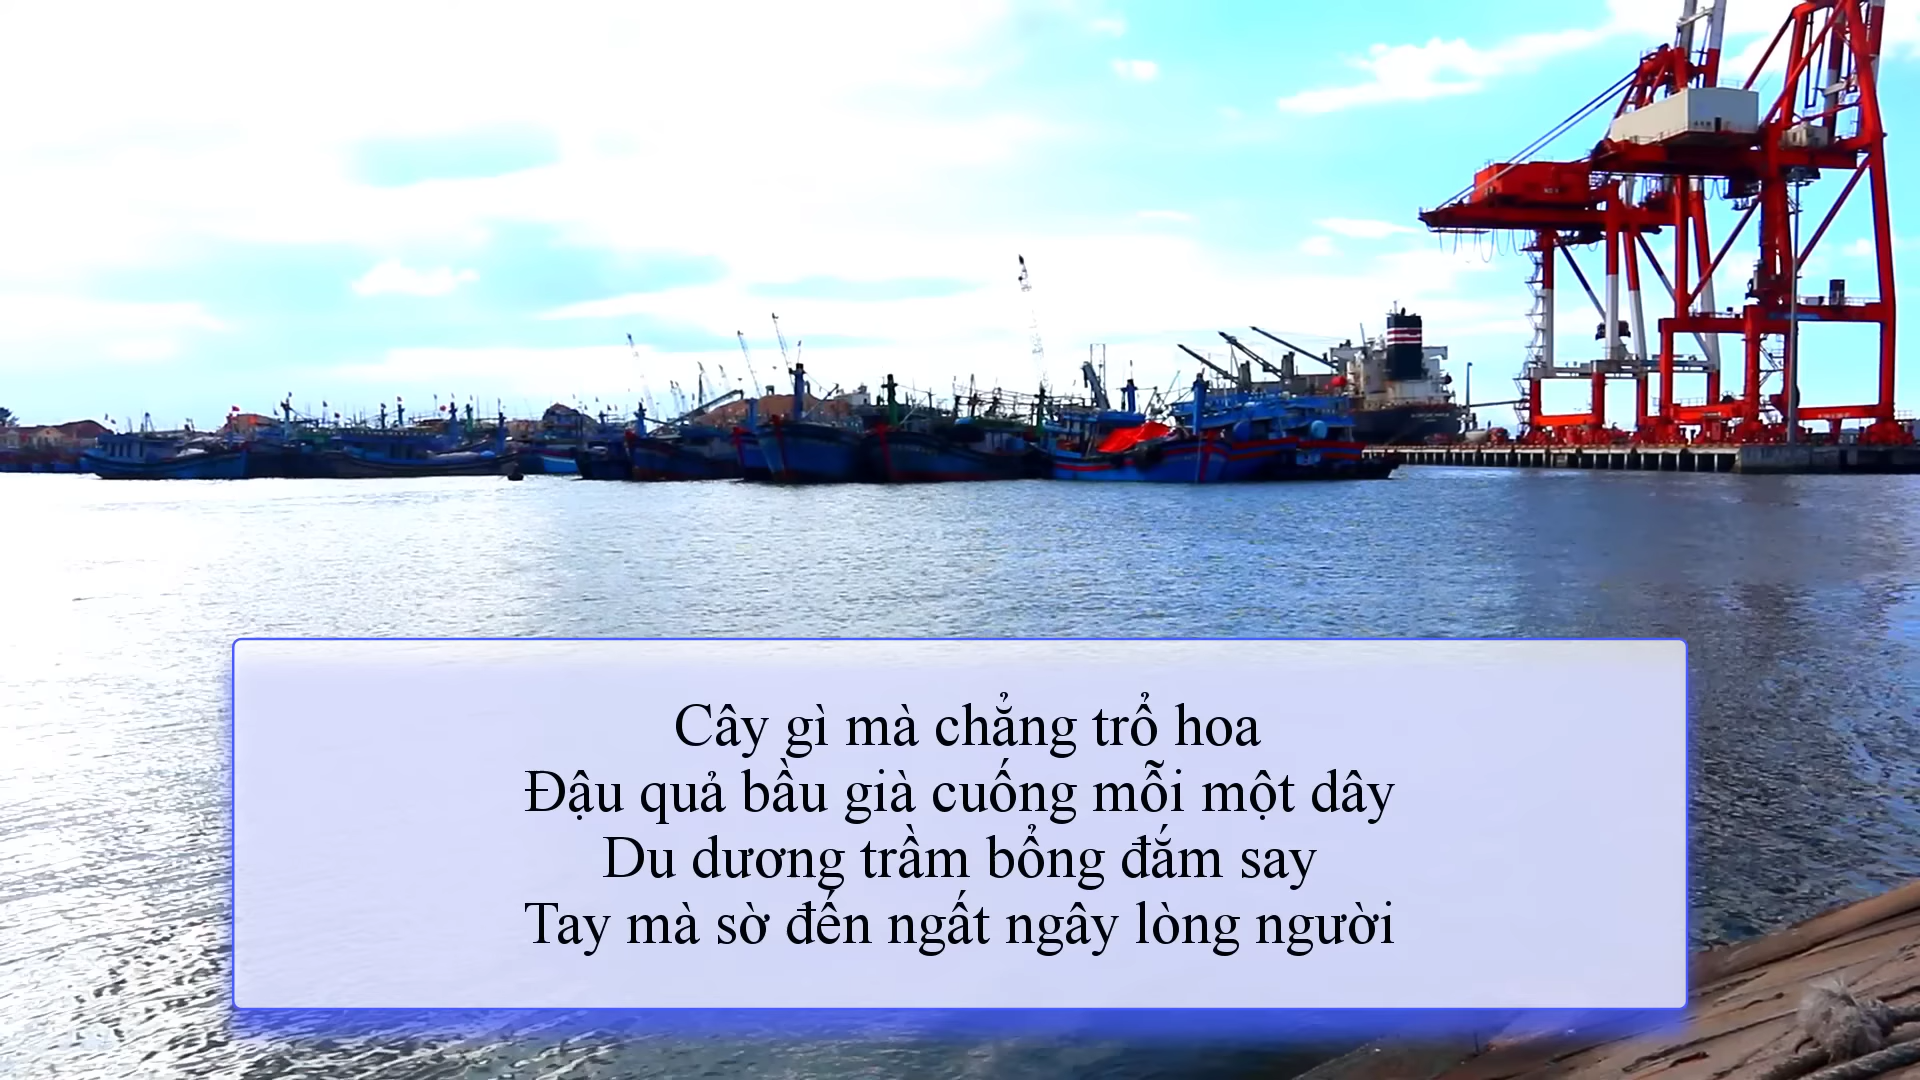 Cây gì mà chẳng trổ hoa
Đậu quả bầu già cuống mỗi một dây
Du dương trầm bổng đắm say
Tay mà sờ đến ngất ngây lòng người